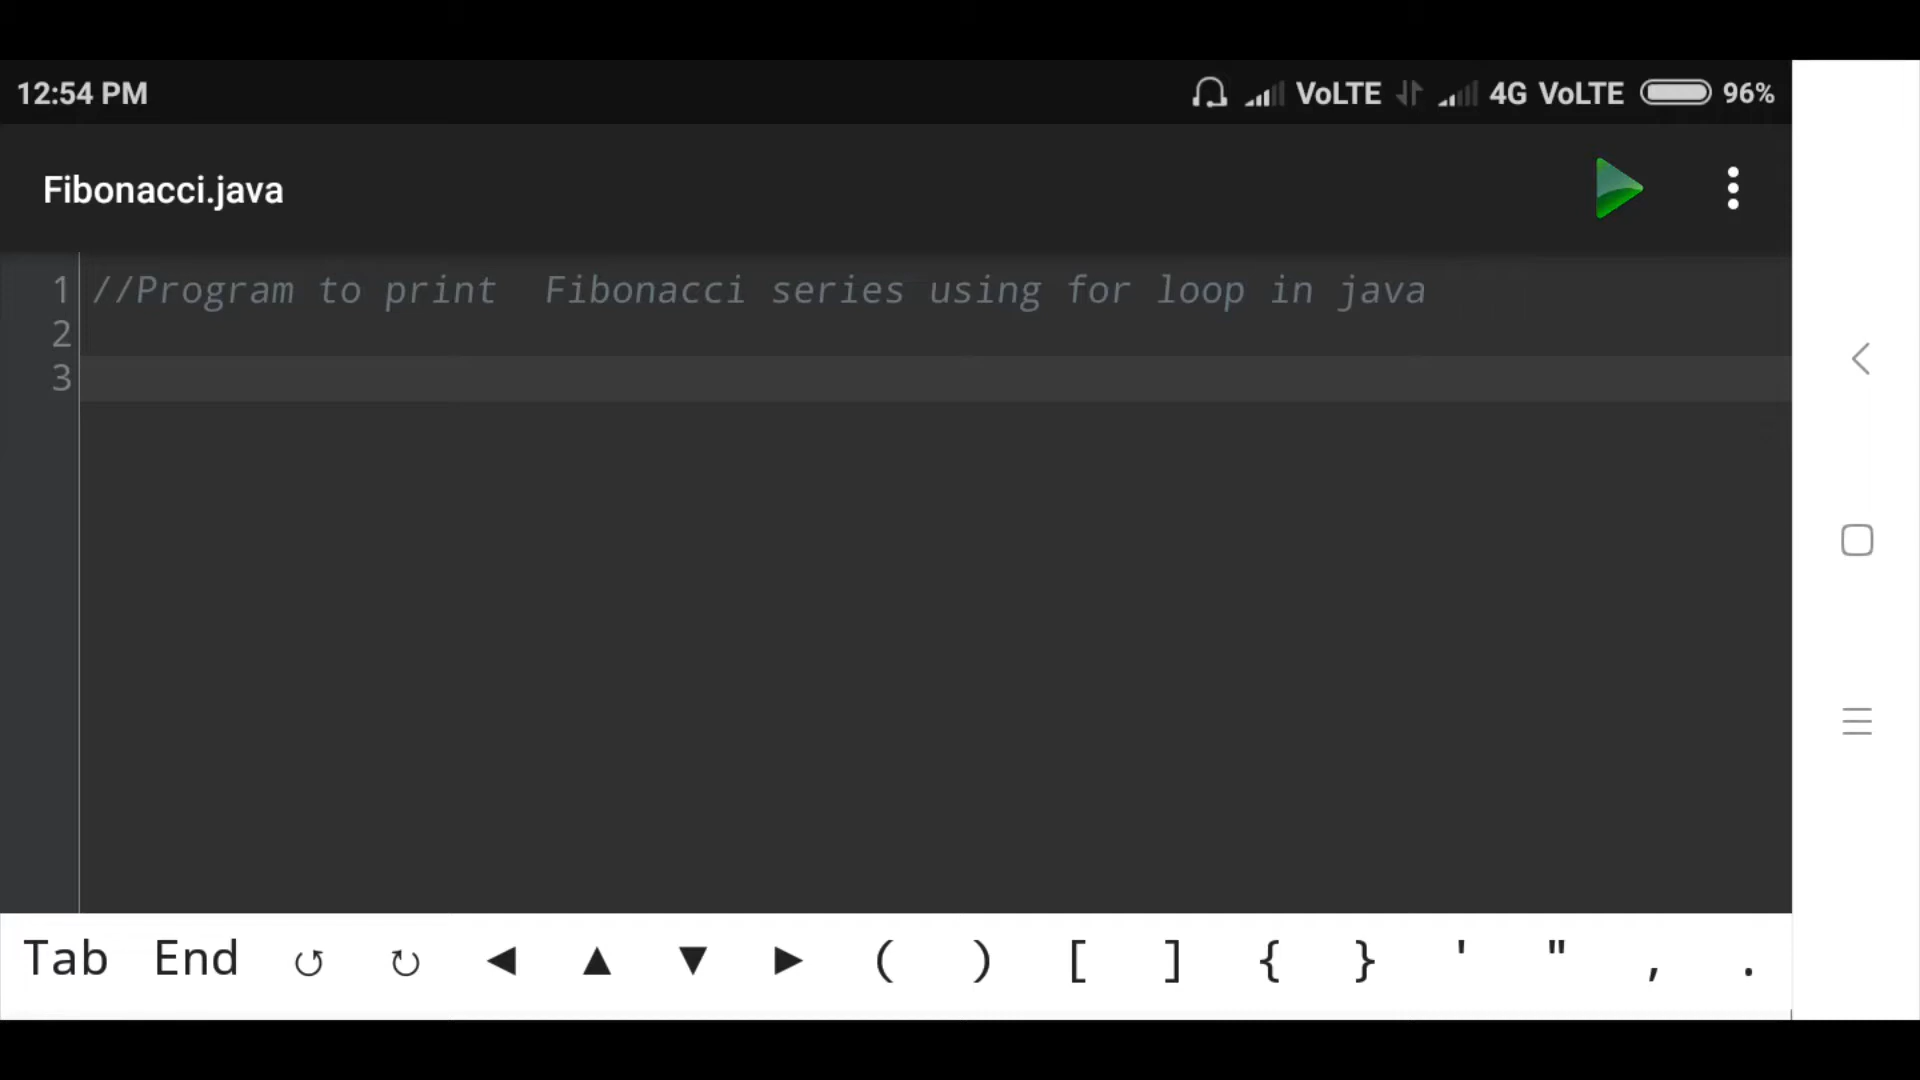 12:54 PM VoLTE 4G VoLTE 96%
Fibonacci.java
1 //Program to print  Fibonacci series using for loop in java
2
3
Tab End ( ) [ ] { } ' " , .